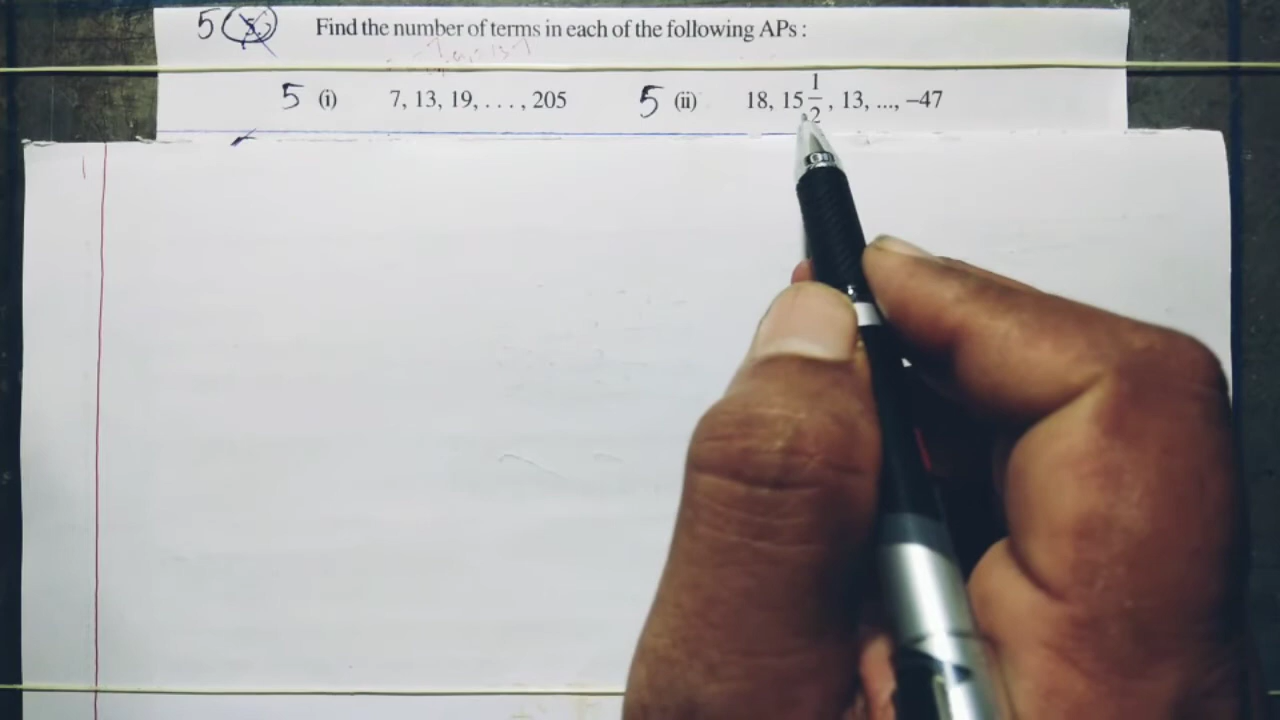 5 Find the number of terms in each of the following APs :
5 (i) 7, 13, 19, . . . , 205 5 (ii) 18, 15 1/2 , 13, ..., –47